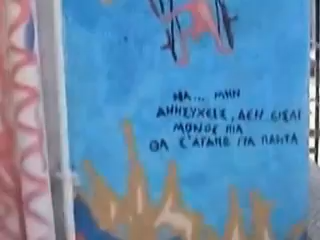 ΝΑ... ΜΗΝ
ΑΝΗΣΥΧΕΙΣ, ΔΕΝ ΕΙΣΑΙ
ΜΟΝΟΣ ΠΙΑ
ΘΑ Σ'ΑΓΑΠΩ ΓΙΑ ΠΑΝΤΑ